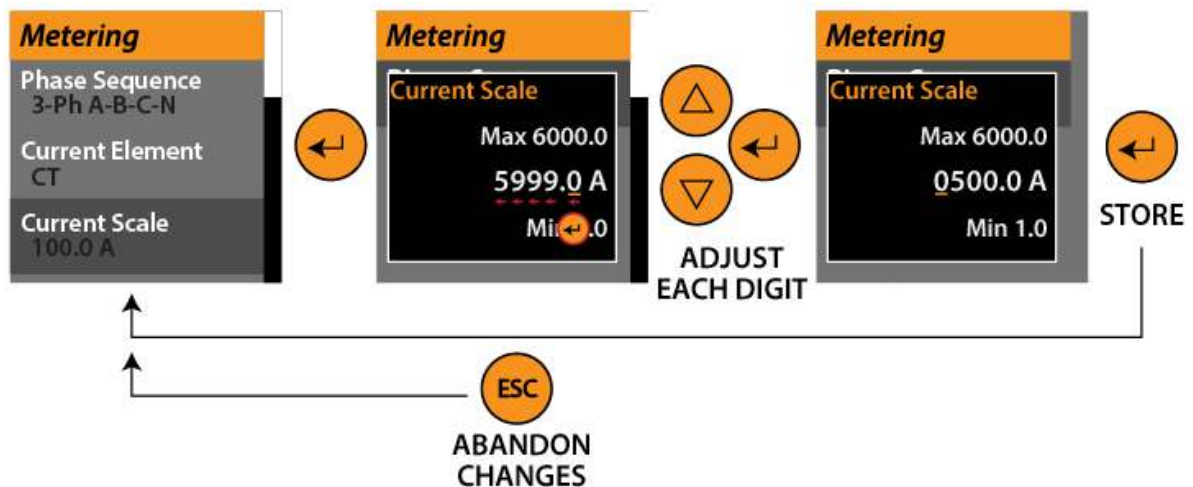 Metering
Phase Sequence
3-Ph A-B-C-N
Current Element
CT
Current Scale
100.0 A
Metering
Current Scale
Max 6000.0
5999.0 A
ADJUST
EACH DIGIT
Metering
Current Scale
Max 6000.0
0500.0 A
Min 1.0
STORE
ESC
ABANDON
CHANGES